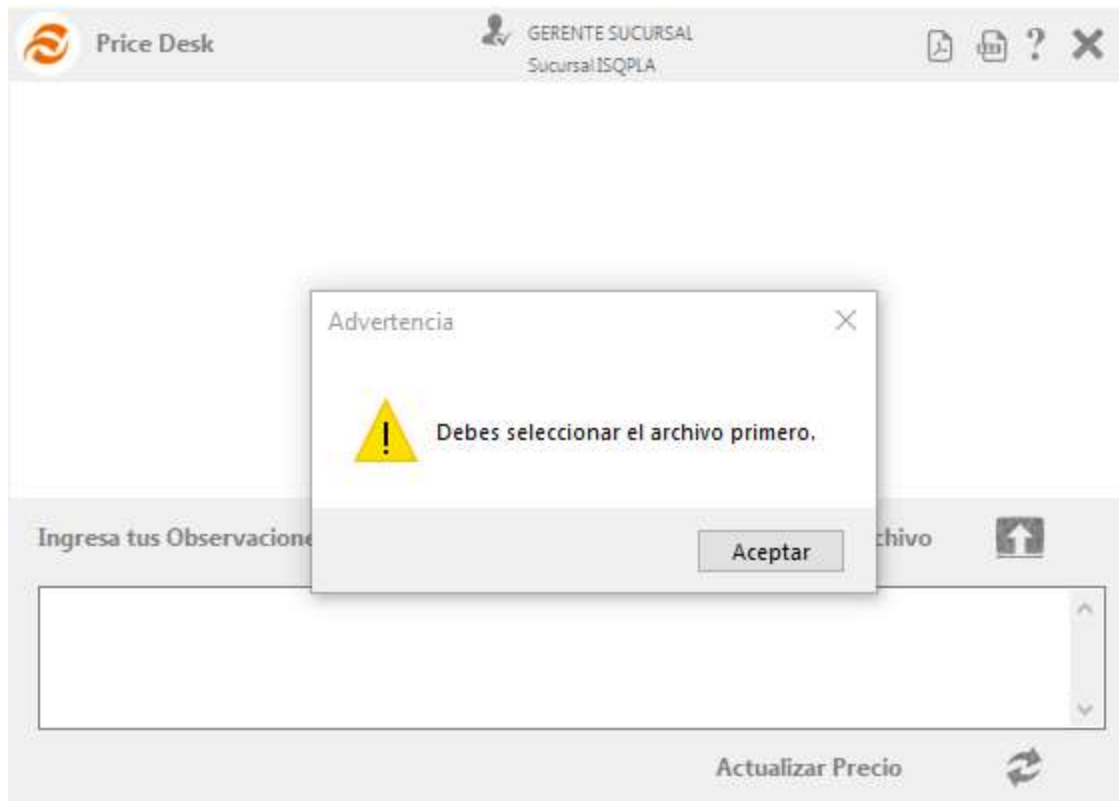 Price Desk
GERENTE SUCURSAL
Sucursal ISQPLA
?
Advertencia
Debes seleccionar el archivo primero.
Aceptar
Ingresa tus Observacione
chivo
Actualizar Precio